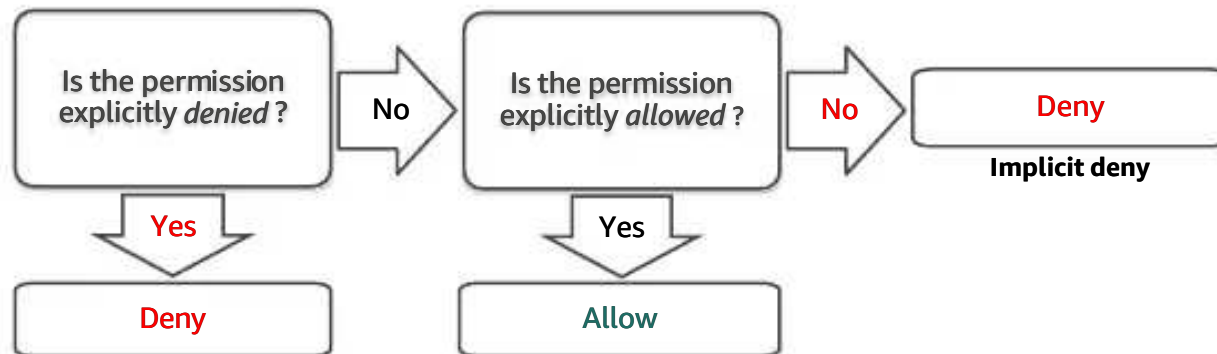 Is the permission
explicitly denied ?
No
Is the permission
explicitly allowed ?
No
Deny
Implicit deny
Yes
Yes
Deny
Allow